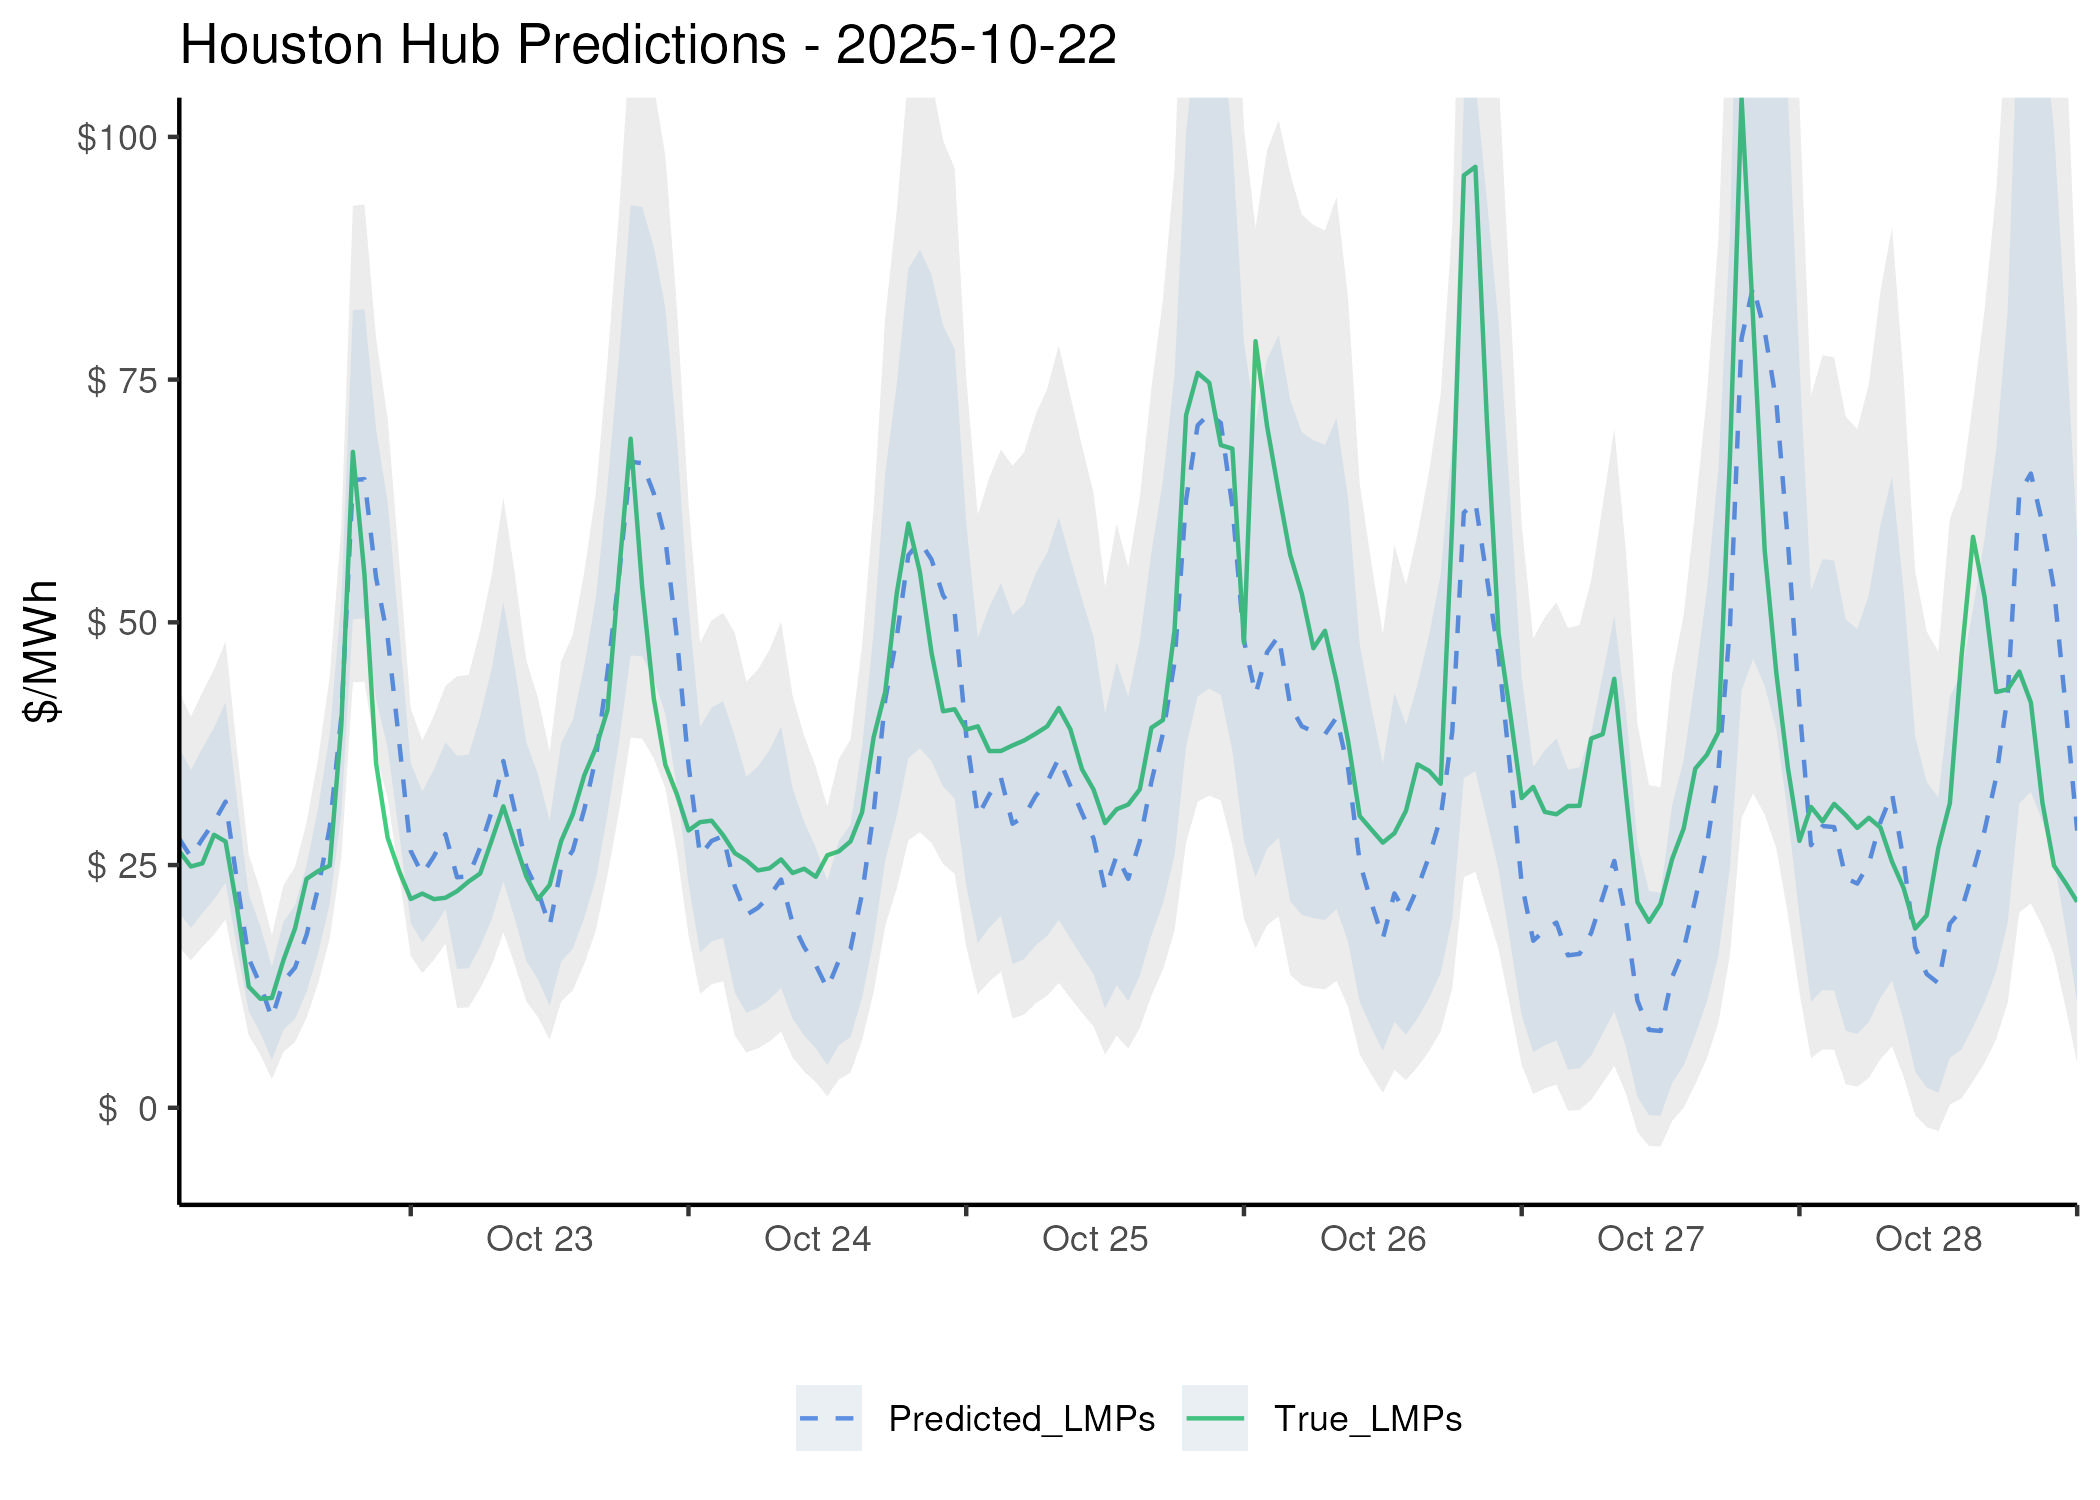 Houston Hub Predictions - 2025-10-22
$/MWh
$100
$ 75
$ 50
$ 25
$  0
Oct 23
Oct 24
Oct 25
Oct 26
Oct 27
Oct 28
Predicted_LMPs
True_LMPs